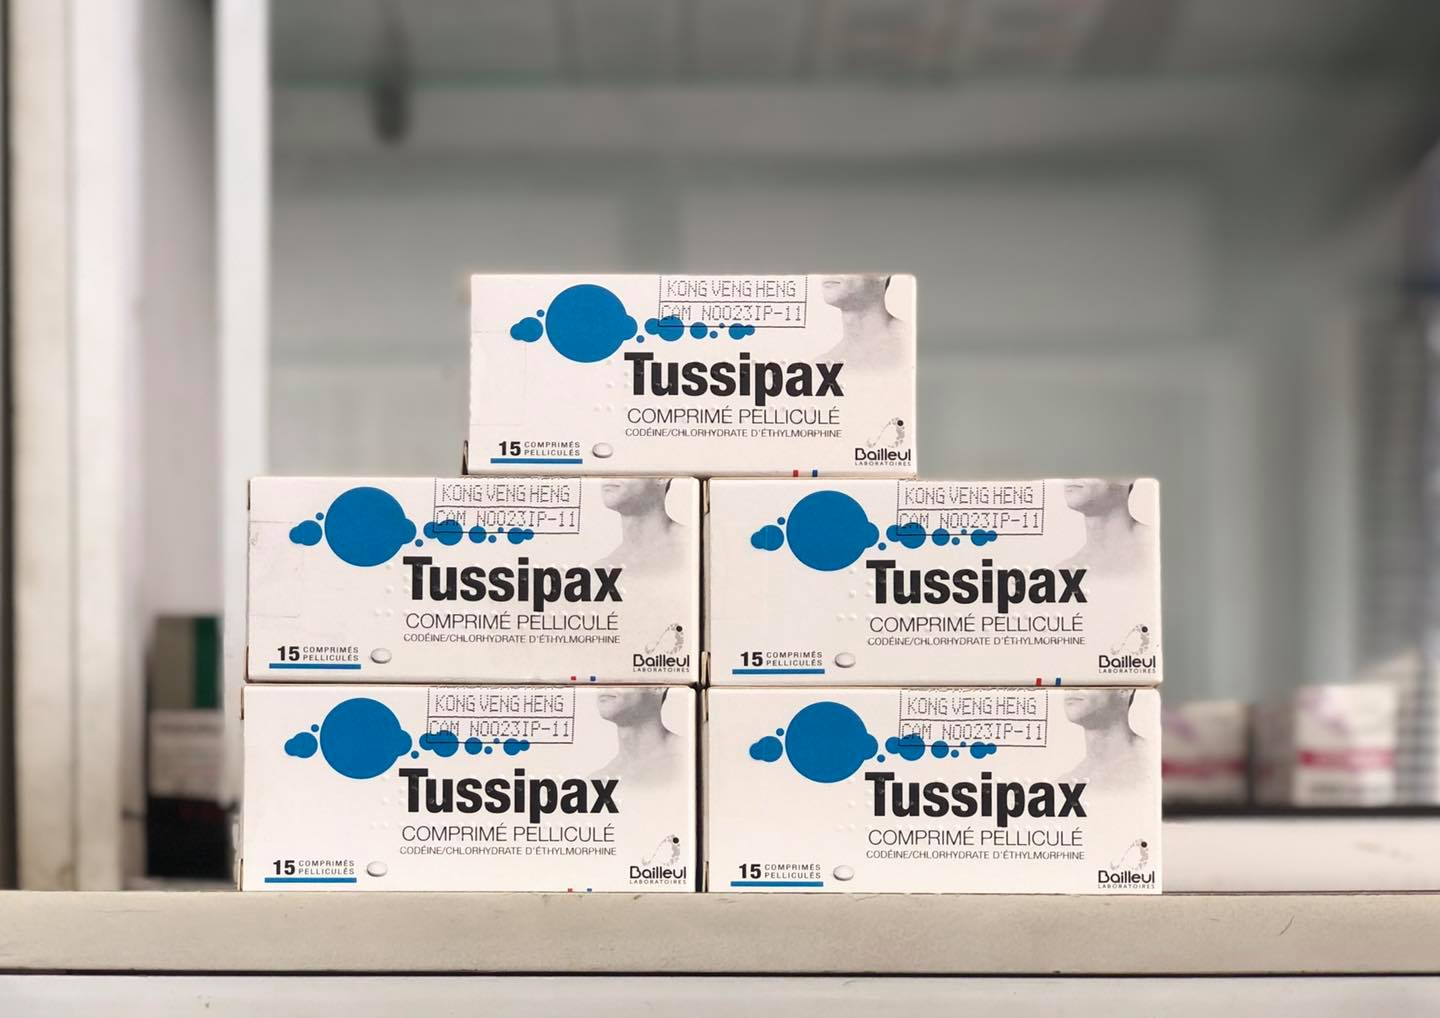 KONG VENG HENG
CAM N0023IP-11
Tussipax
COMPRIMÉ PELLICULÉ
CODÉINE/CHLORHYDRATE D'ÉTHYLMORPHINE
15 COMPRIMÉS
PELLICULÉS
Bailleul
LABORATOIRES
KONG VENG HENG
CAM N0023IP-11
Tussipax
COMPRIMÉ PELLICULÉ
CODÉINE/CHLORHYDRATE D'ÉTHYLMORPHINE
15 COMPRIMÉS
PELLICULÉS
Bailleul
LABORATOIRES
KONG VENG HENG
CAM N0023IP-11
Tussipax
COMPRIMÉ PELLICULÉ
CODÉINE/CHLORHYDRATE D'ÉTHYLMORPHINE
15 COMPRIMÉS
PELLICULÉS
Bailleul
LABORATOIRES
KONG VENG HENG
CAM N0023IP-11
Tussipax
COMPRIMÉ PELLICULÉ
CODÉINE/CHLORHYDRATE D'ÉTHYLMORPHINE
15 COMPRIMÉS
PELLICULÉS
Bailleul
LABORATOIRES
KONG VENG HENG
CAM N0023IP-11
Tussipax
COMPRIMÉ PELLICULÉ
CODÉINE/CHLORHYDRATE D'ÉTHYLMORPHINE
15 COMPRIMÉS
PELLICULÉS
Bailleul
LABORATOIRES